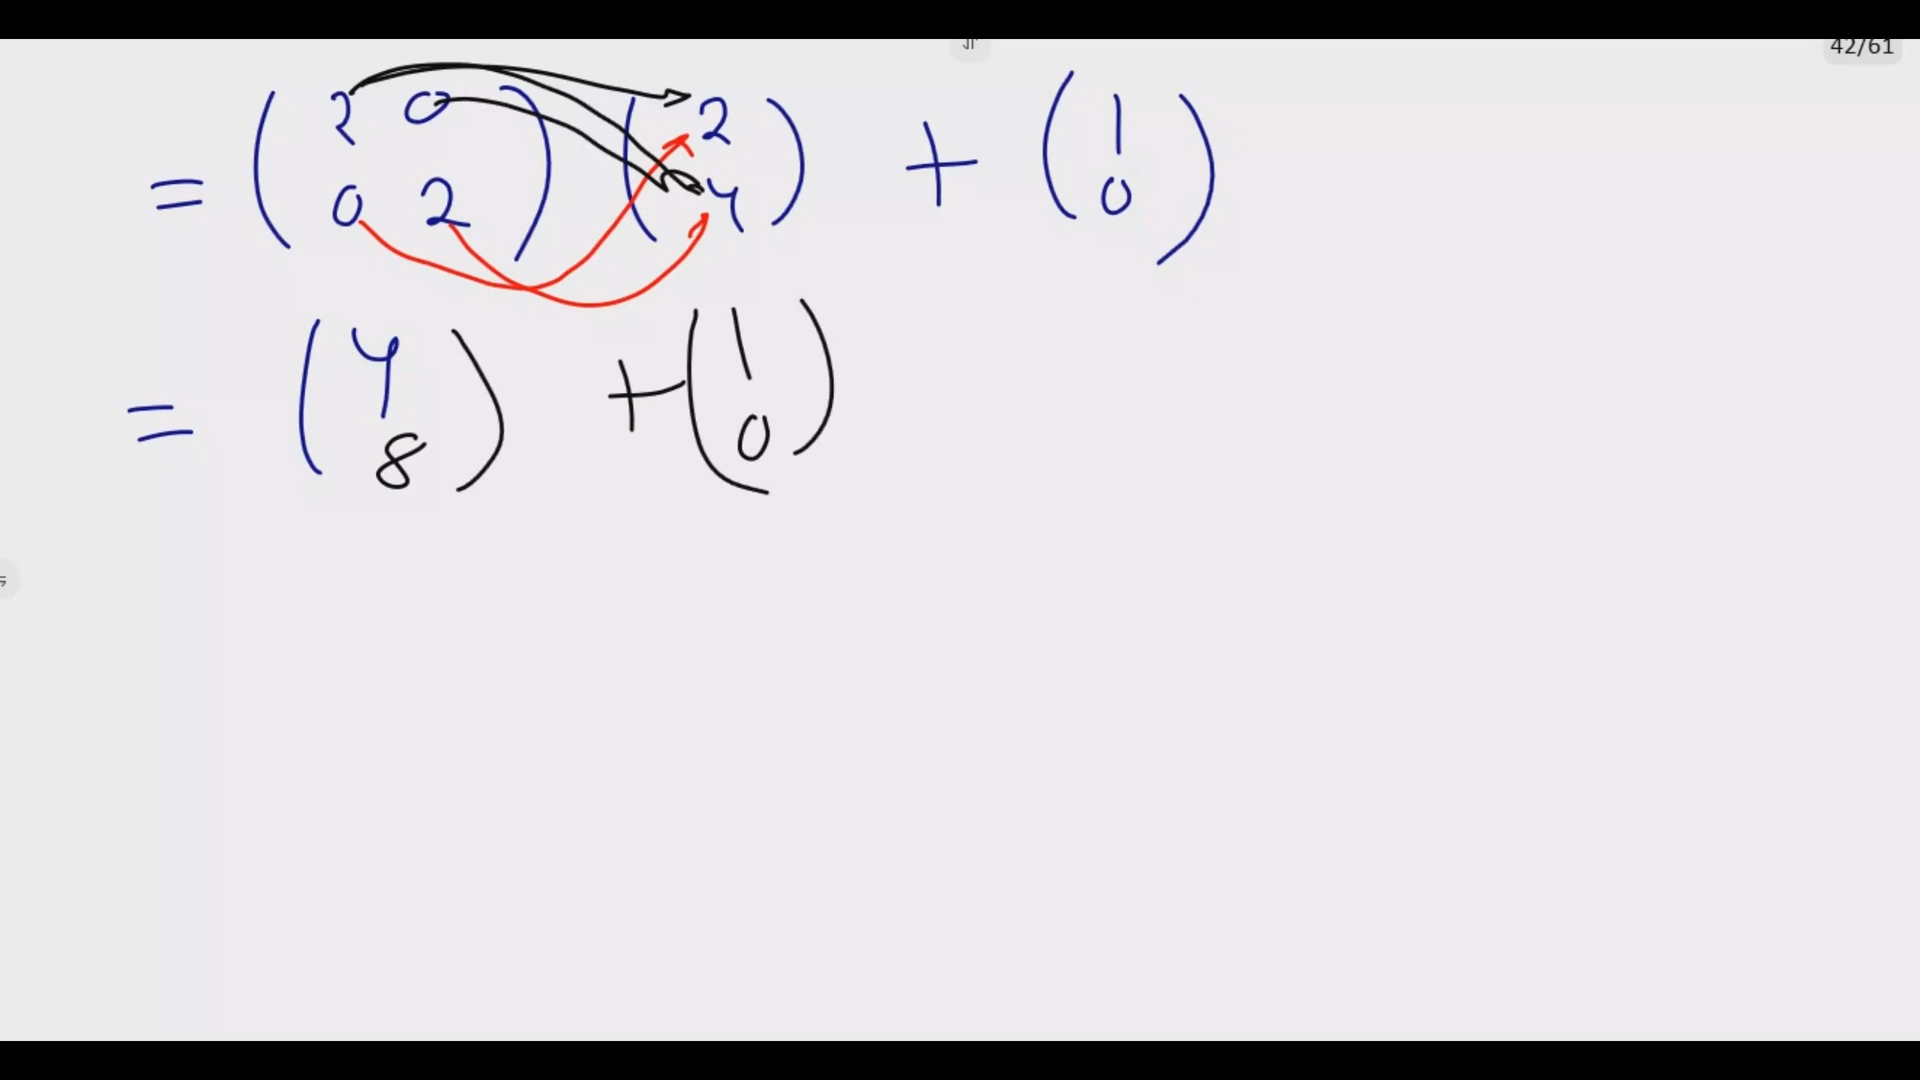 42/61
= ( 2 0 ) ( 2 ) + ( 1 )
0 2 4 0
= ( 4 ) + ( 1 )
8 0